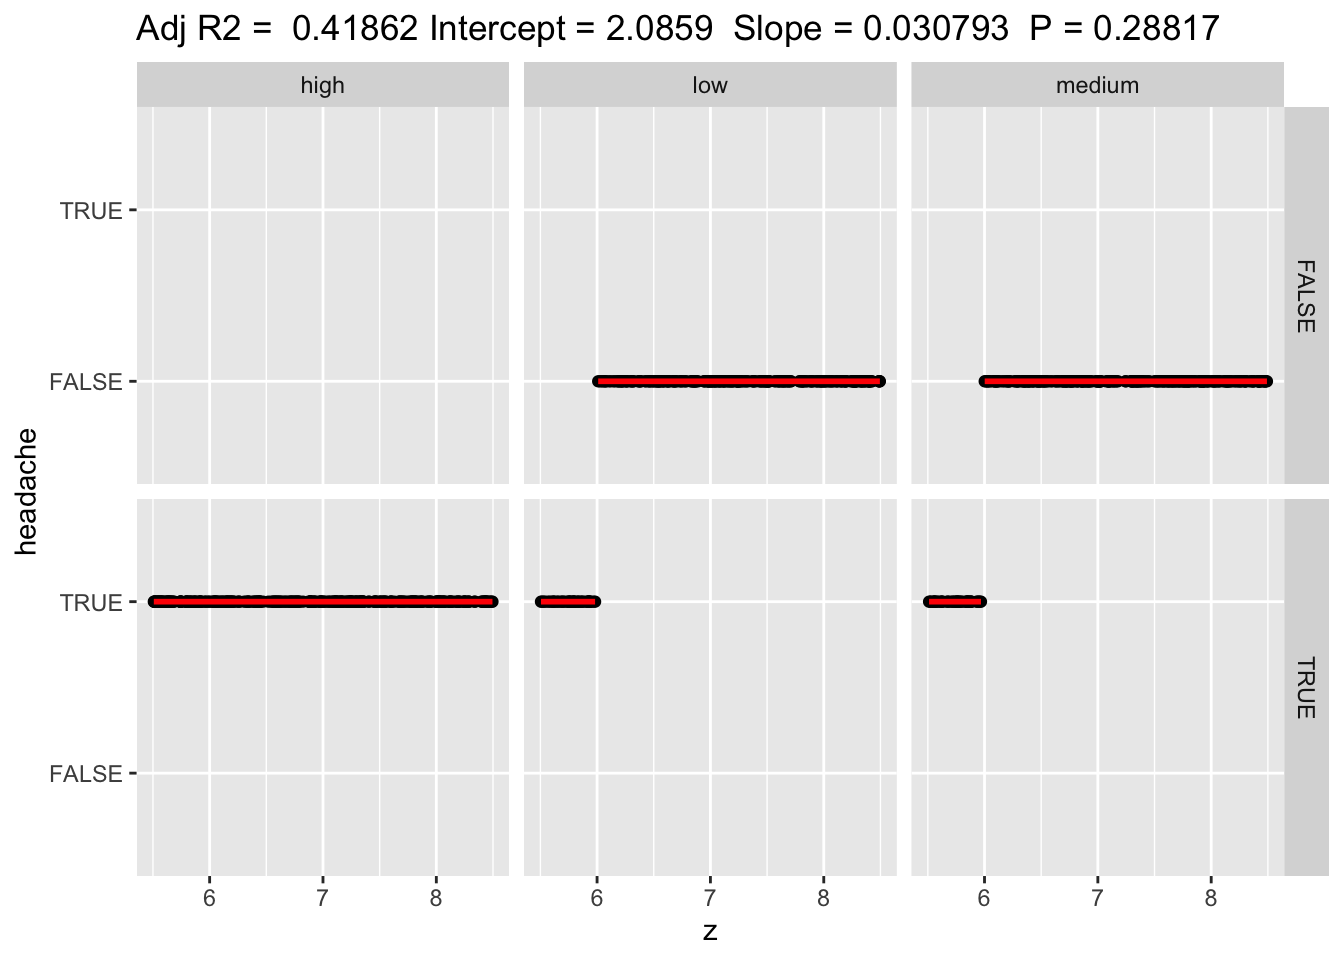 Adj R2 =  0.41862 Intercept = 2.0859  Slope = 0.030793  P = 0.28817
high low medium
TRUE
FALSE
FALSE
headache
TRUE
FALSE
TRUE
6 7 8 6 7 8 6 7 8
z